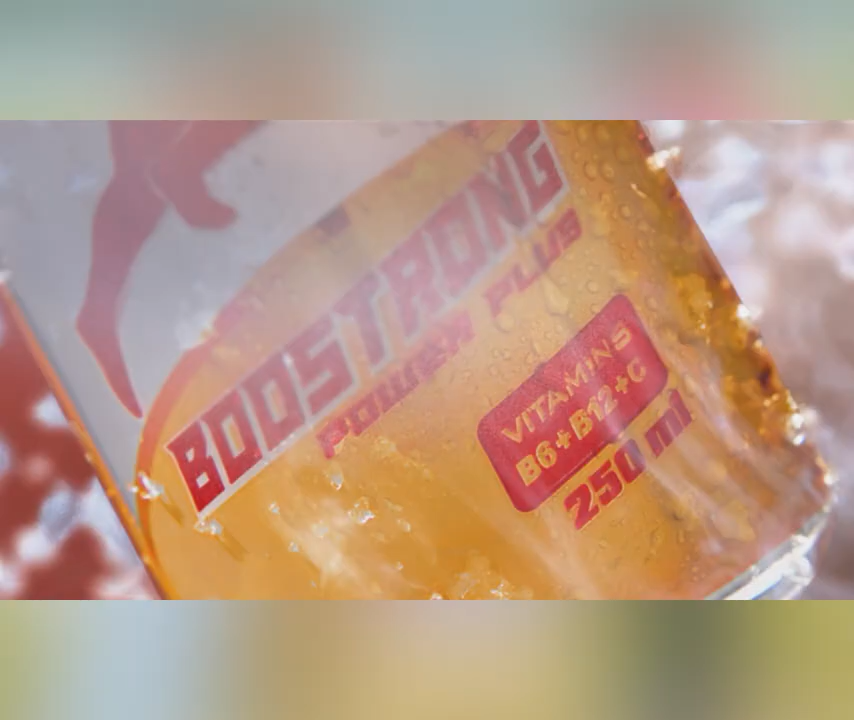 BOOSTRONG
POWER PLUS
VITAMINS
B6+B12+C
250 ml